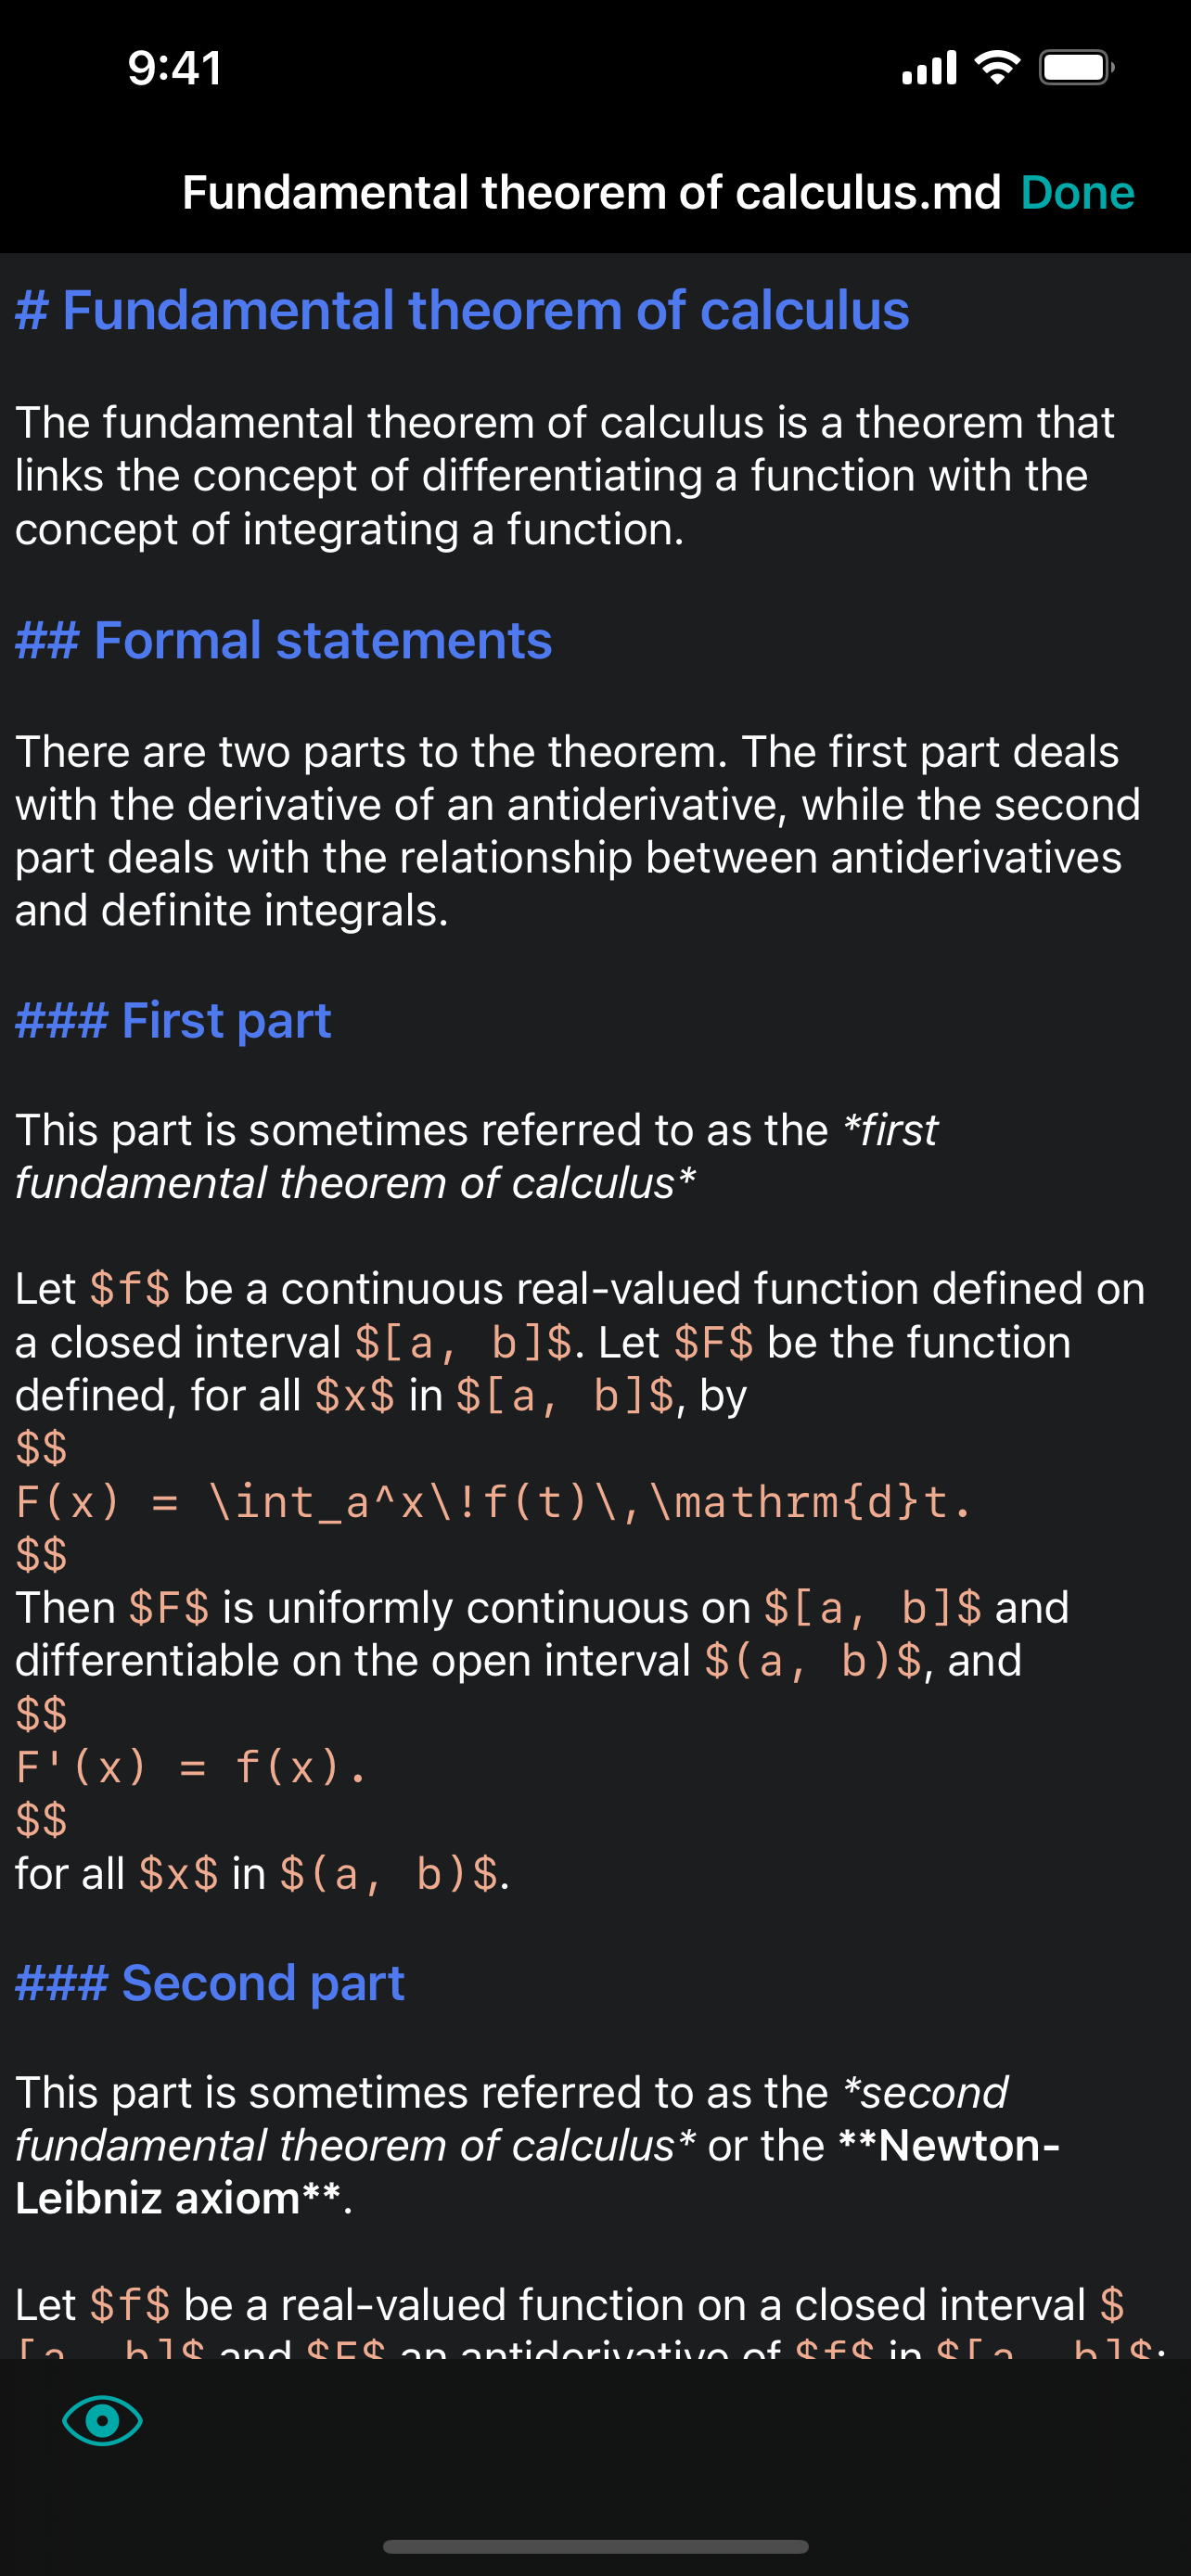 9:41
Fundamental theorem of calculus.md Done
# Fundamental theorem of calculus
The fundamental theorem of calculus is a theorem that
links the concept of differentiating a function with the
concept of integrating a function.
## Formal statements
There are two parts to the theorem. The first part deals
with the derivative of an antiderivative, while the second
part deals with the relationship between antiderivatives
and definite integrals.
### First part
This part is sometimes referred to as the *first
fundamental theorem of calculus*
Let $f$ be a continuous real-valued function defined on
a closed interval $[a, b]$. Let $F$ be the function
defined, for all $x$ in $[a, b]$, by
$$
F(x) = \int_a^x\!f(t)\,\mathrm{d}t.
$$
Then $F$ is uniformly continuous on $[a, b]$ and
differentiable on the open interval $(a, b)$, and
$$
F'(x) = f(x).
$$
for all $x$ in $(a, b)$.
### Second part
This part is sometimes referred to as the *second
fundamental theorem of calculus* or the **Newton-
Leibniz axiom**.
Let $f$ be a real-valued function on a closed interval $
[a, b]$ and $F$ an antiderivative of $f$ in $[a, b]$: